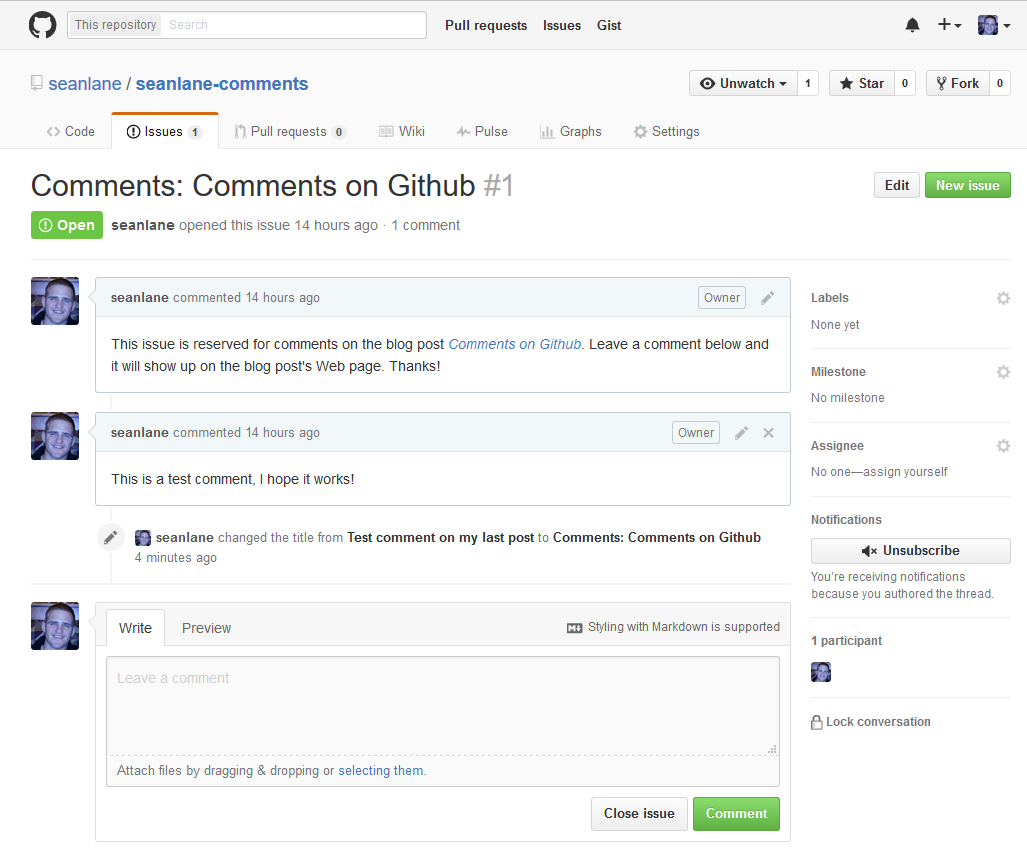 This repository Search Pull requests Issues Gist
seanlane / seanlane-comments Unwatch 1 Star 0 Fork 0
Code Issues 1 Pull requests 0 Wiki Pulse Graphs Settings
Comments: Comments on Github #1 Edit New issue
Open seanlane opened this issue 14 hours ago · 1 comment
seanlane commented 14 hours ago Owner
This issue is reserved for comments on the blog post Comments on Github. Leave a comment below and
it will show up on the blog post's Web page. Thanks!
seanlane commented 14 hours ago Owner
This is a test comment, I hope it works!
seanlane changed the title from Test comment on my last post to Comments: Comments on Github
4 minutes ago
Write Preview Styling with Markdown is supported
Leave a comment
Attach files by dragging & dropping or selecting them.
Close issue Comment
Labels
None yet
Milestone
No milestone
Assignee
No one—assign yourself
Notifications
Unsubscribe
You're receiving notifications
because you authored the thread.
1 participant
Lock conversation